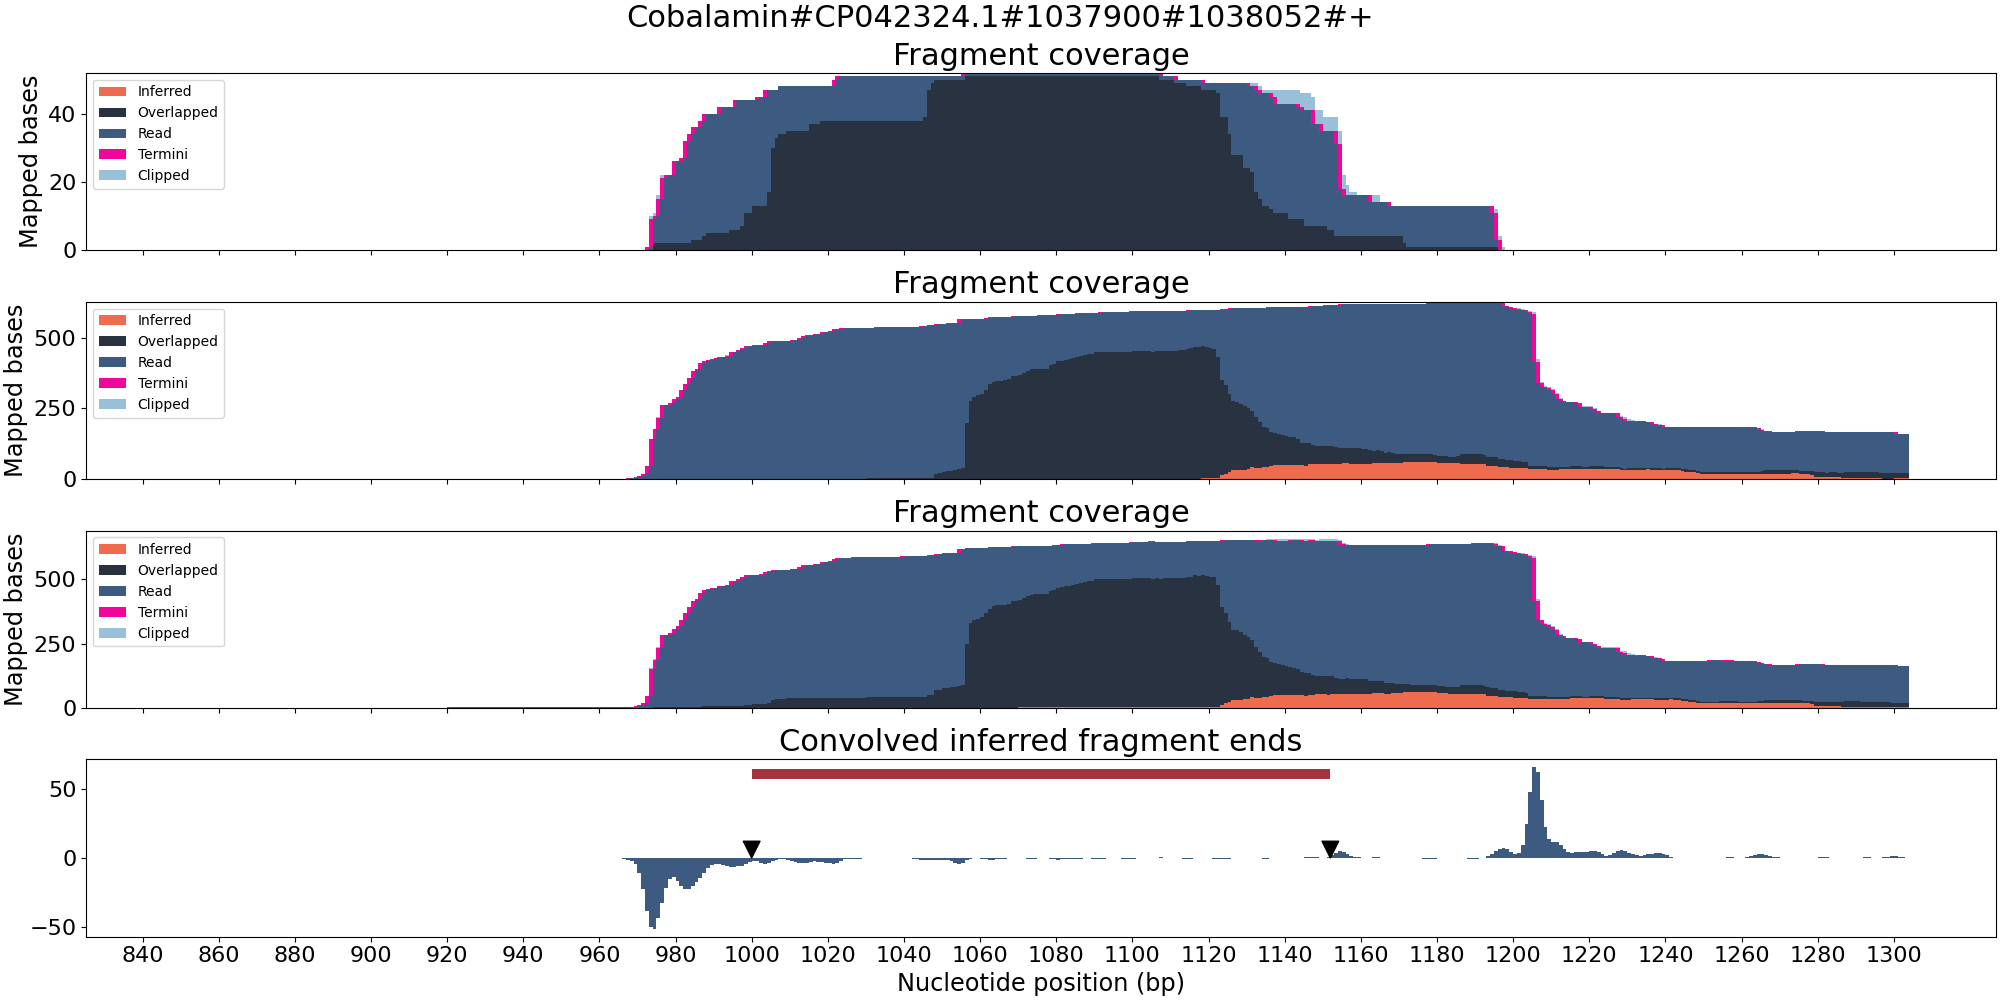 Cobalamin#CP042324.1#1037900#1038052#+
Fragment coverage
Mapped bases
40
20
0
Inferred
Overlapped
Read
Termini
Clipped
Fragment coverage
Mapped bases
500
250
0
Inferred
Overlapped
Read
Termini
Clipped
Fragment coverage
Mapped bases
500
250
0
Inferred
Overlapped
Read
Termini
Clipped
Convolved inferred fragment ends
50
0
−50
840 860 880 900 920 940 960 980 1000 1020 1040 1060 1080 1100 1120 1140 1160 1180 1200 1220 1240 1260 1280 1300
Nucleotide position (bp)